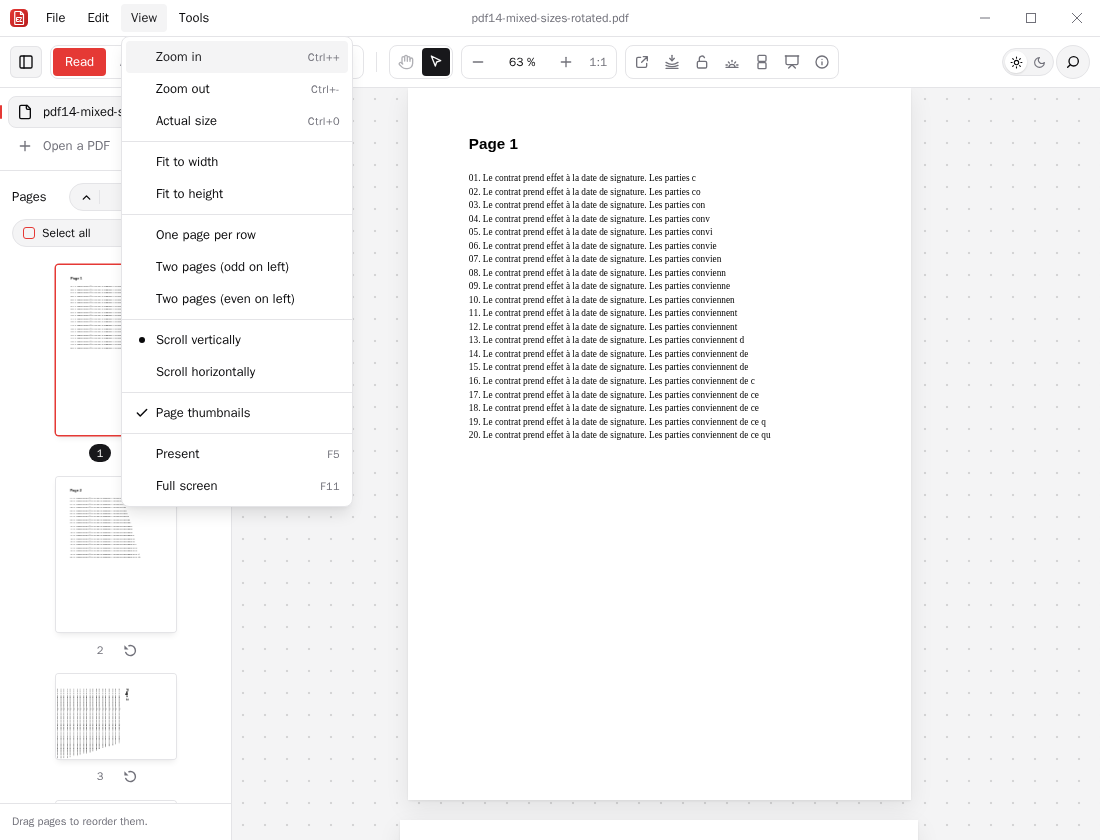 File Edit View Tools
pdf14-mixed-sizes-rotated.pdf
Read
63 %
1:1
pdf14-mixed-s
Open a PDF
Pages
Select all
1
2
3
Drag pages to reorder them.
Zoom in Ctrl++
Zoom out Ctrl+-
Actual size Ctrl+0
Fit to width
Fit to height
One page per row
Two pages (odd on left)
Two pages (even on left)
Scroll vertically
Scroll horizontally
Page thumbnails
Present F5
Full screen F11
Page 1
01. Le contrat prend effet à la date de signature. Les parties c
02. Le contrat prend effet à la date de signature. Les parties co
03. Le contrat prend effet à la date de signature. Les parties con
04. Le contrat prend effet à la date de signature. Les parties conv
05. Le contrat prend effet à la date de signature. Les parties convi
06. Le contrat prend effet à la date de signature. Les parties convie
07. Le contrat prend effet à la date de signature. Les parties convien
08. Le contrat prend effet à la date de signature. Les parties convienn
09. Le contrat prend effet à la date de signature. Les parties convienne
10. Le contrat prend effet à la date de signature. Les parties conviennen
11. Le contrat prend effet à la date de signature. Les parties conviennent
12. Le contrat prend effet à la date de signature. Les parties conviennent
13. Le contrat prend effet à la date de signature. Les parties conviennent d
14. Le contrat prend effet à la date de signature. Les parties conviennent de
15. Le contrat prend effet à la date de signature. Les parties conviennent de
16. Le contrat prend effet à la date de signature. Les parties conviennent de c
17. Le contrat prend effet à la date de signature. Les parties conviennent de ce
18. Le contrat prend effet à la date de signature. Les parties conviennent de ce
19. Le contrat prend effet à la date de signature. Les parties conviennent de ce q
20. Le contrat prend effet à la date de signature. Les parties conviennent de ce qu